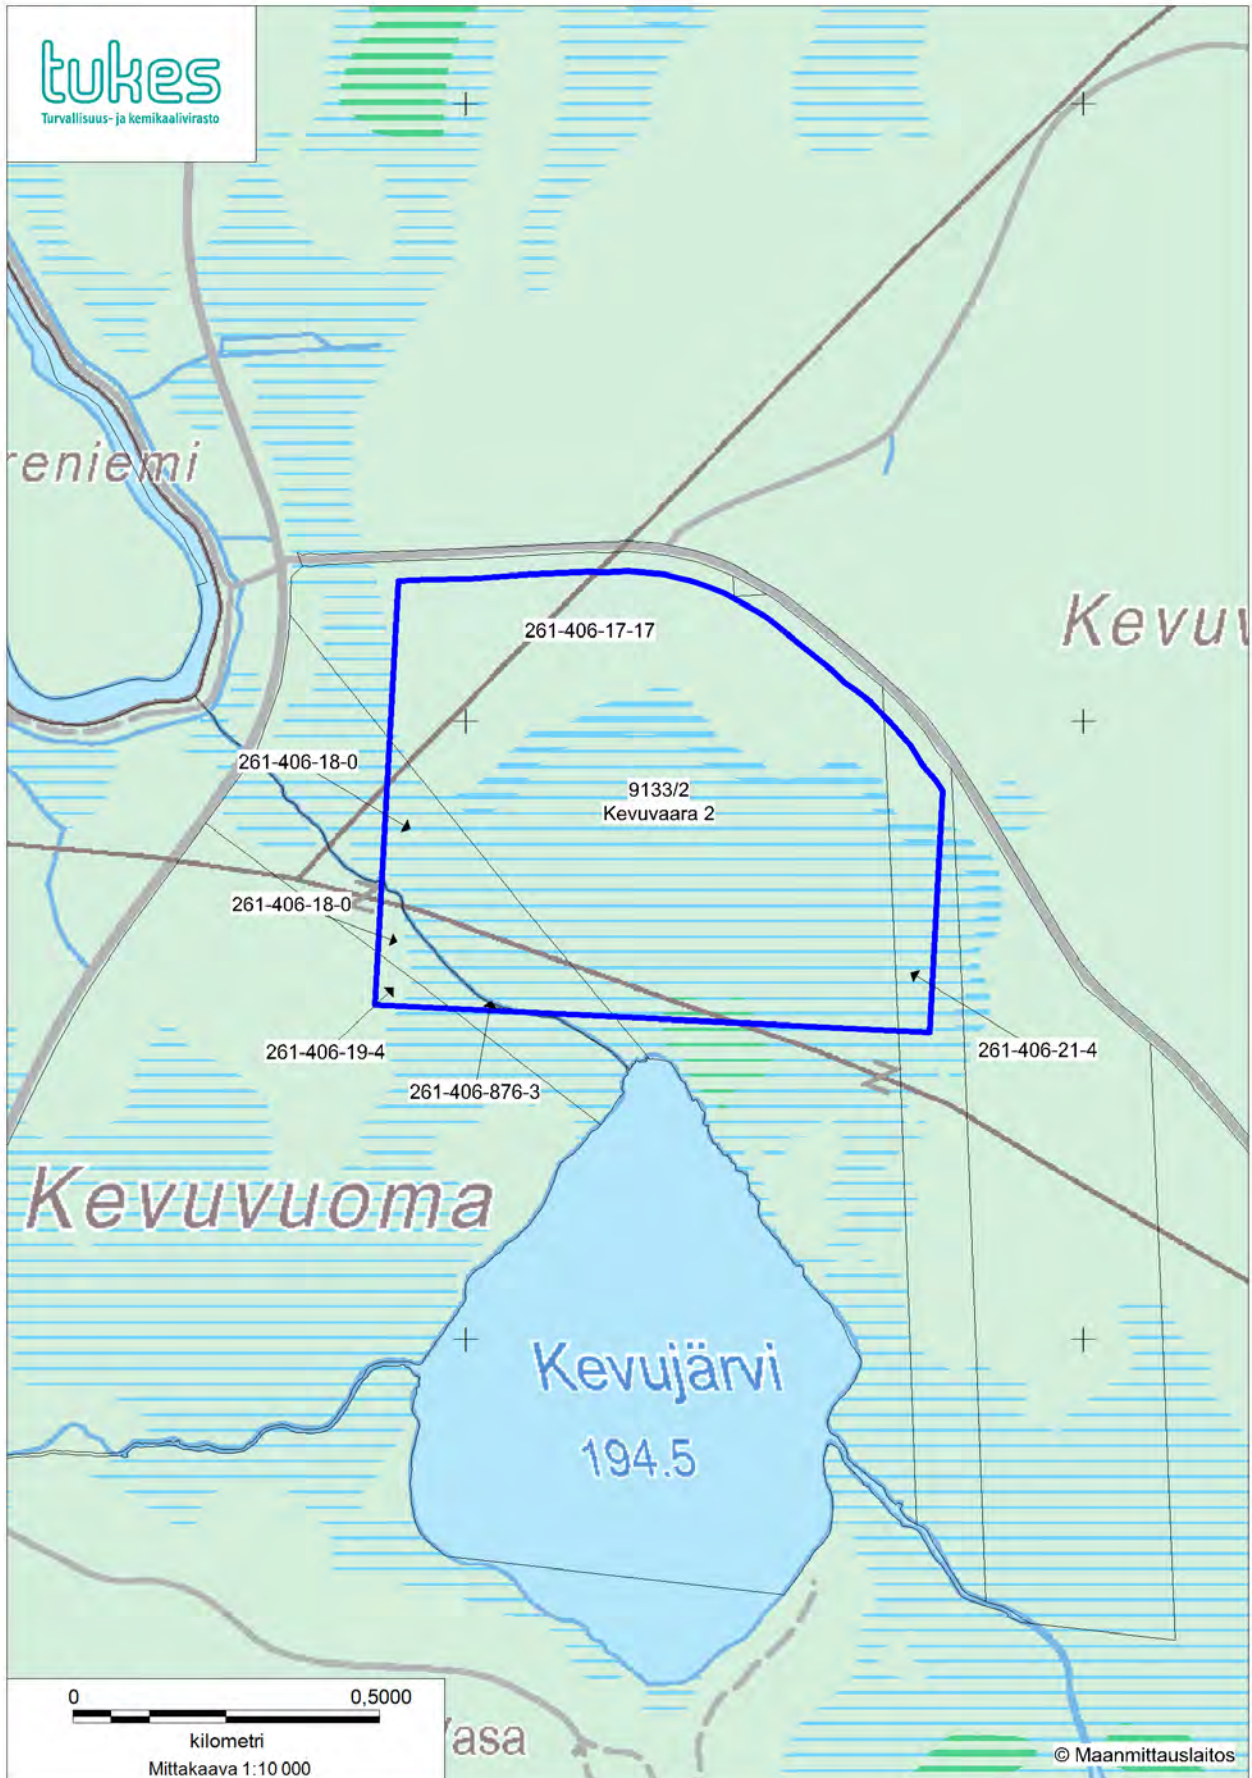 tukes
Turvallisuus- ja kemikaalivirasto
reniemi
261-406-17-17
Kevuv
261-406-18-0
9133/2
Kevuvaara 2
261-406-18-0
261-406-19-4
261-406-876-3
261-406-21-4
Kevuvuoma
Kevujärvi
194.5
0 0,5000
kilometri
Mittakaava 1:10 000
asa
© Maanmittauslaitos